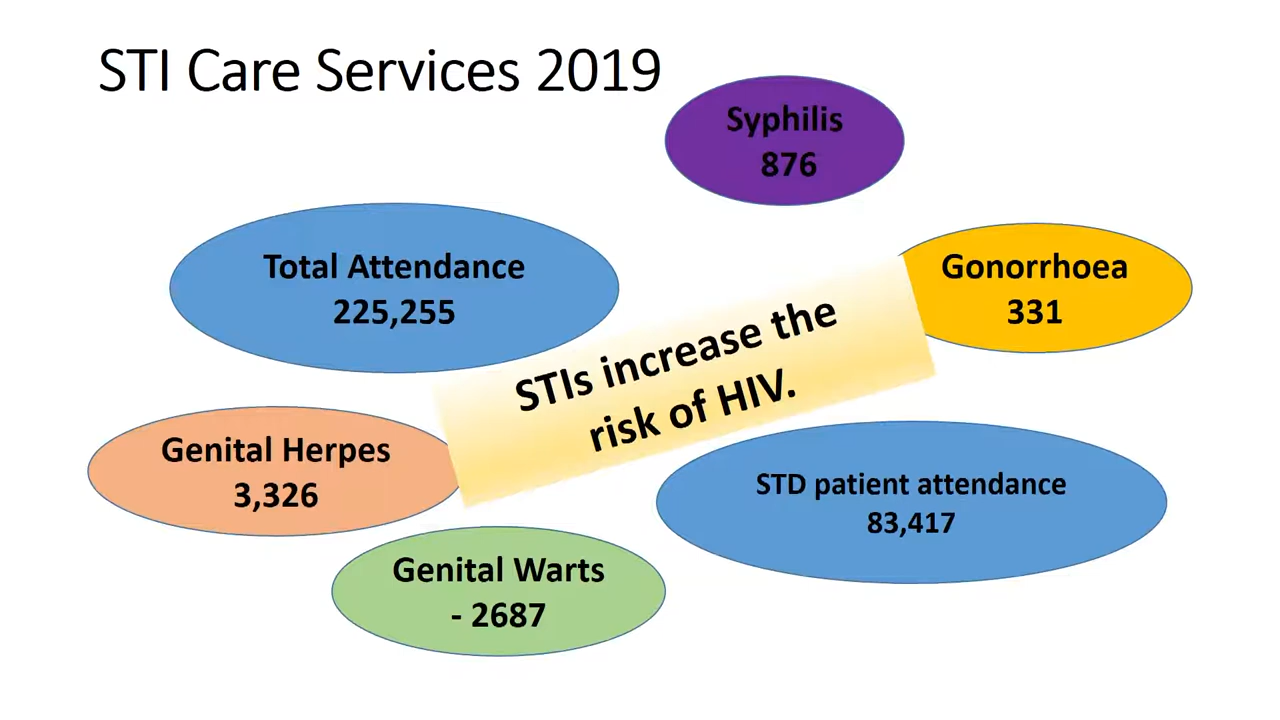 STI Care Services 2019
Syphilis
876
Total Attendance
225,255
Gonorrhoea
331
STIs increase the
risk of HIV.
Genital Herpes
3,326
STD patient attendance
83,417
Genital Warts
- 2687